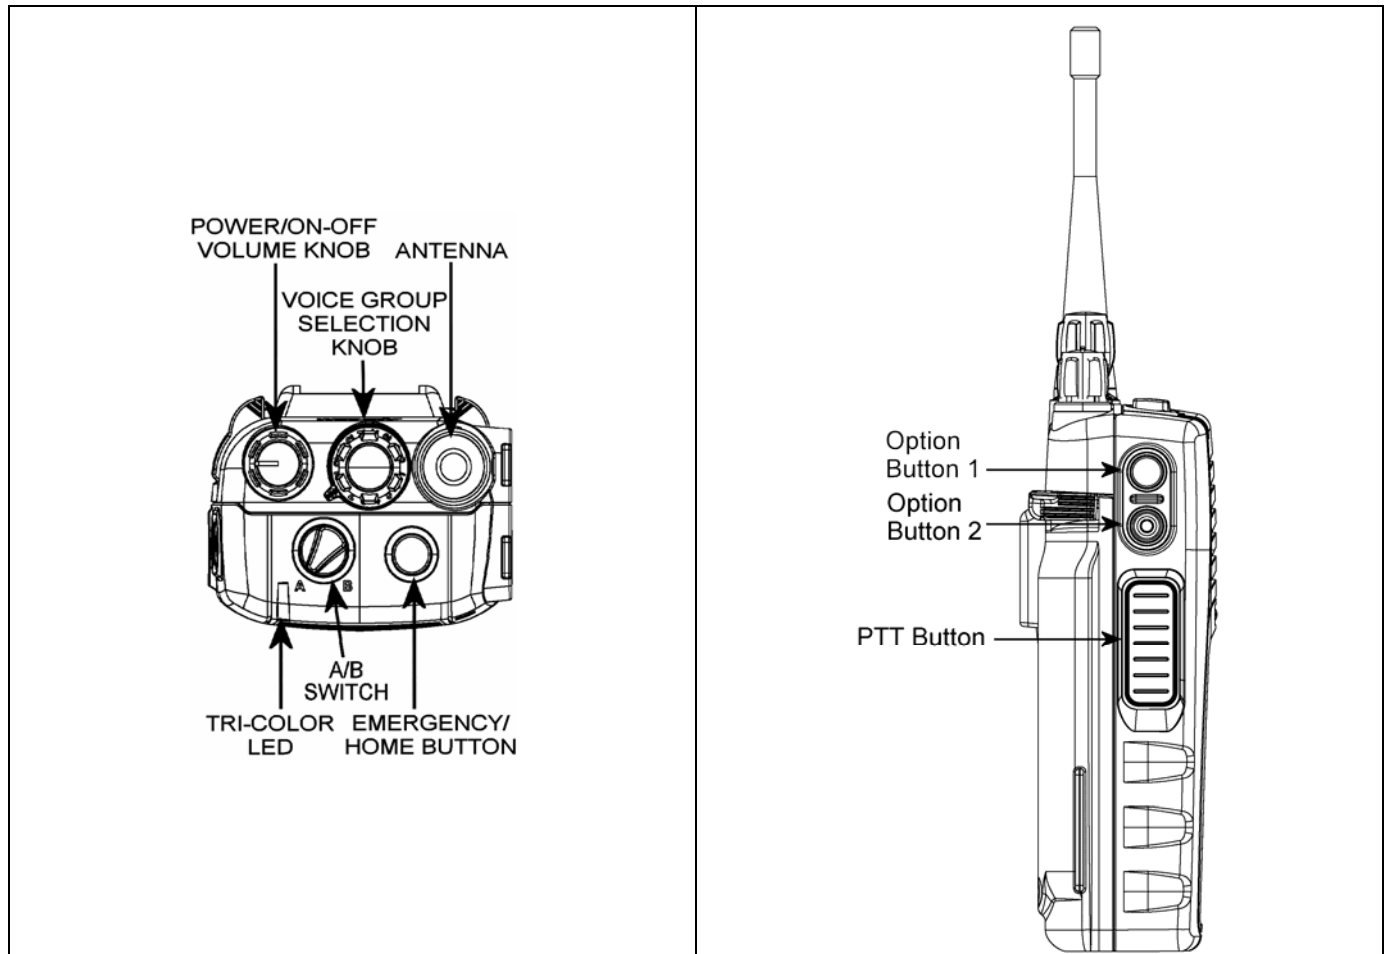 POWER/ON-OFF
VOLUME KNOB
ANTENNA
VOICE GROUP
SELECTION
KNOB
A
B
A/B
SWITCH
TRI-COLOR
LED
EMERGENCY/
HOME BUTTON
Option
Button 1
Option
Button 2
PTT Button